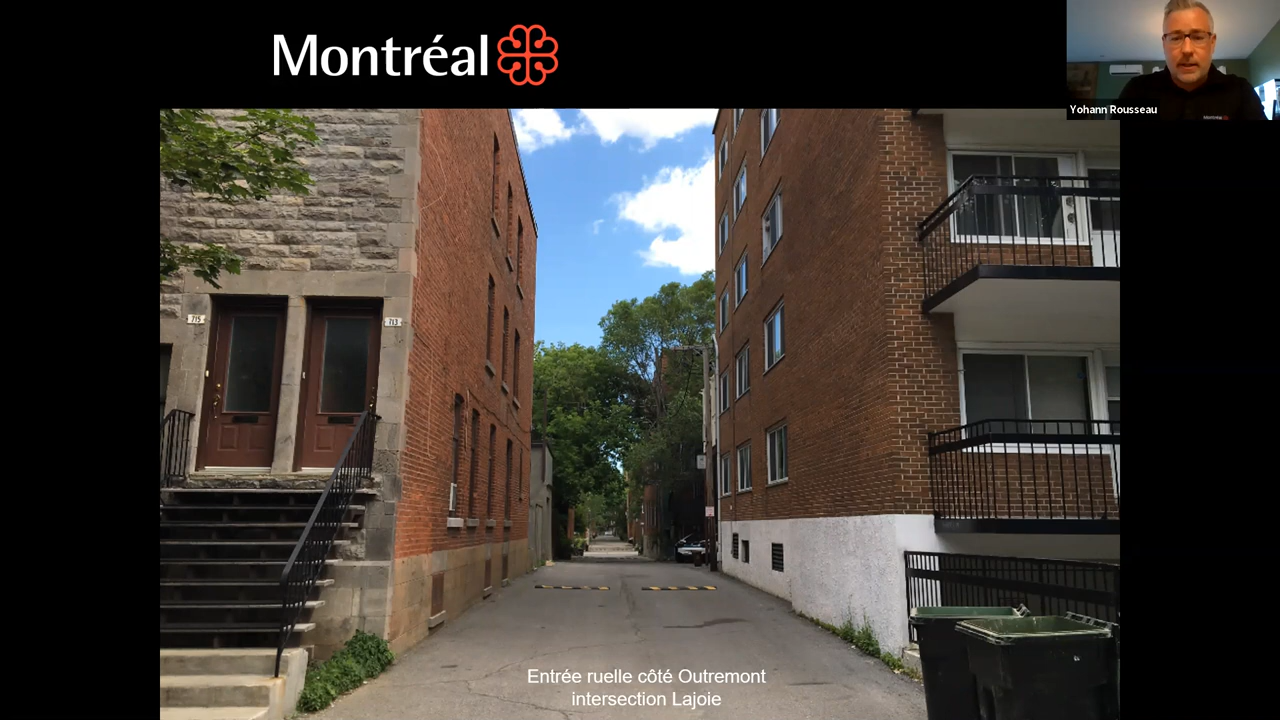 Montréal
Yohann Rousseau
715
713
Entrée ruelle côté Outremont
intersection Lajoie